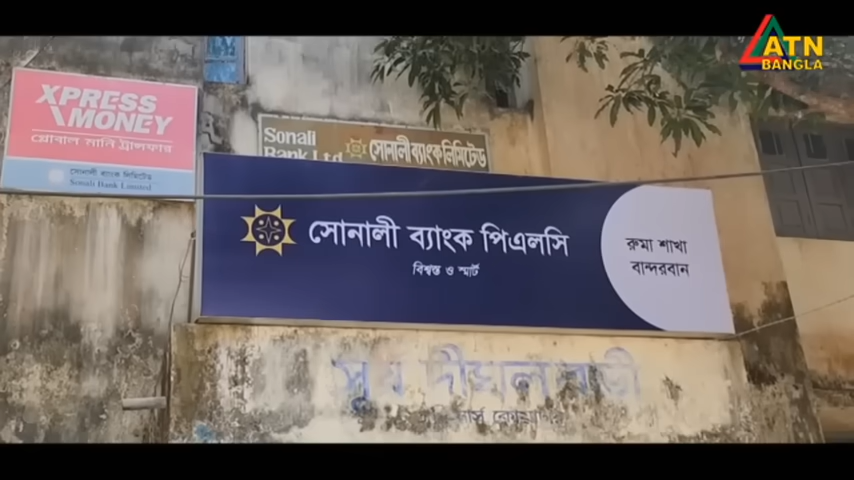 ATN
BANGLA
XPRESS
MONEY
গ্লোবাল মানি ট্রান্সফার
সোনালী ব্যাংক লিমিটেড
Sonali Bank Limited
Sonali
Bank Ltd
সোনালী ব্যাংক লিমিটেড
সোনালী ব্যাংক পিএলসি
বিশ্বস্ত ও স্মার্ট
রুমা শাখা
বান্দরবান